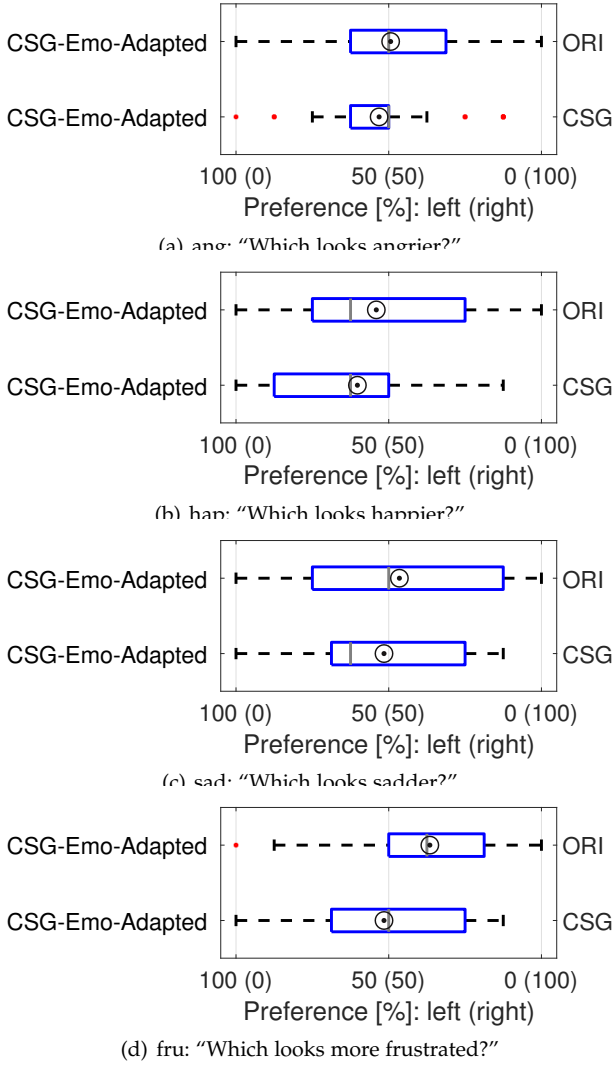 CSG-Emo-Adapted ORI
CSG-Emo-Adapted CSG
100 (0) 50 (50) 0 (100)
Preference [%]: left (right)
(a) ang: “Which looks angrier?”
CSG-Emo-Adapted ORI
CSG-Emo-Adapted CSG
100 (0) 50 (50) 0 (100)
Preference [%]: left (right)
(b) hap: “Which looks happier?”
CSG-Emo-Adapted ORI
CSG-Emo-Adapted CSG
100 (0) 50 (50) 0 (100)
Preference [%]: left (right)
(c) sad: “Which looks sadder?”
CSG-Emo-Adapted ORI
CSG-Emo-Adapted CSG
100 (0) 50 (50) 0 (100)
Preference [%]: left (right)
(d) fru: “Which looks more frustrated?”